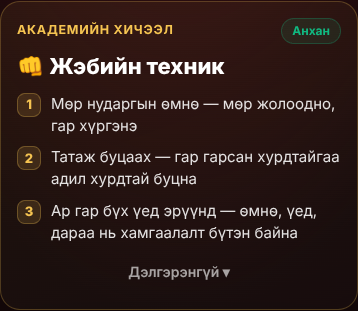 АКАДЕМИЙН ХИЧЭЭЛ
Анхан
👊 Жэбийн техник
1 Мөр нударгын өмнө — мөр жолоодно,
гар хүргэнэ
2 Татаж буцаах — гар гарсан хурдтайгаа
адил хурдтай буцна
3 Ар гар бүх үед эрүүнд — өмнө, үед,
дараа нь хамгаалалт бүтэн байна
Дэлгэрэнгүй ▾